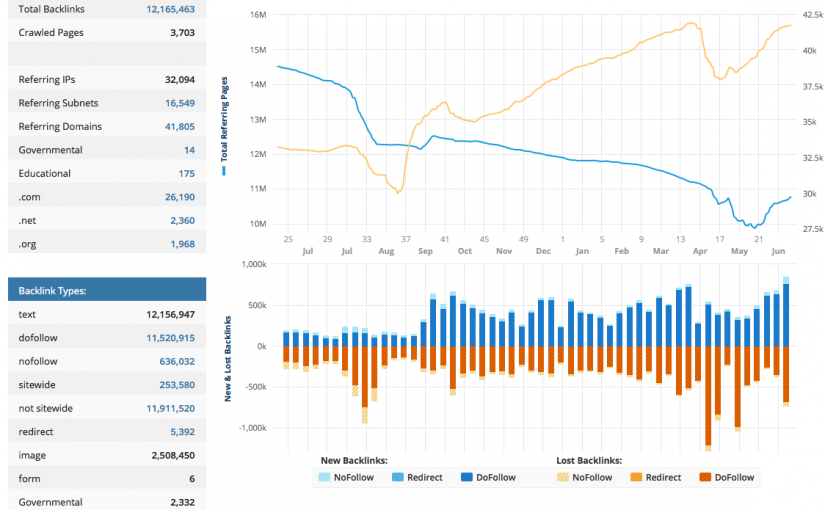 Total Backlinks 12,165,463
Crawled Pages 3,703
Referring IPs 32,094
Referring Subnets 16,549
Referring Domains 41,805
Governmental 14
Educational 175
.com 26,190
.net 2,360
.org 1,968
Backlink Types:
text 12,156,947
dofollow 11,520,915
nofollow 636,032
sitewide 253,580
not sitewide 11,911,520
redirect 5,392
image 2,508,450
form 6
Governmental 2,332
Total Referring Pages
16M 42.5k
15M 40k
14M 37.5k
13M 35k
12M 32.5k
11M 30k
10M 27.5k
25 29 33 37 41 45 49 1 5 9 13 17 21
Jul Jul Aug Sep Oct Nov Dec Jan Feb Mar Apr May Jun
New & Lost Backlinks
1,000k
500k
0k
-500k
-1,000k
New Backlinks: Lost Backlinks:
NoFollow Redirect DoFollow NoFollow Redirect DoFollow